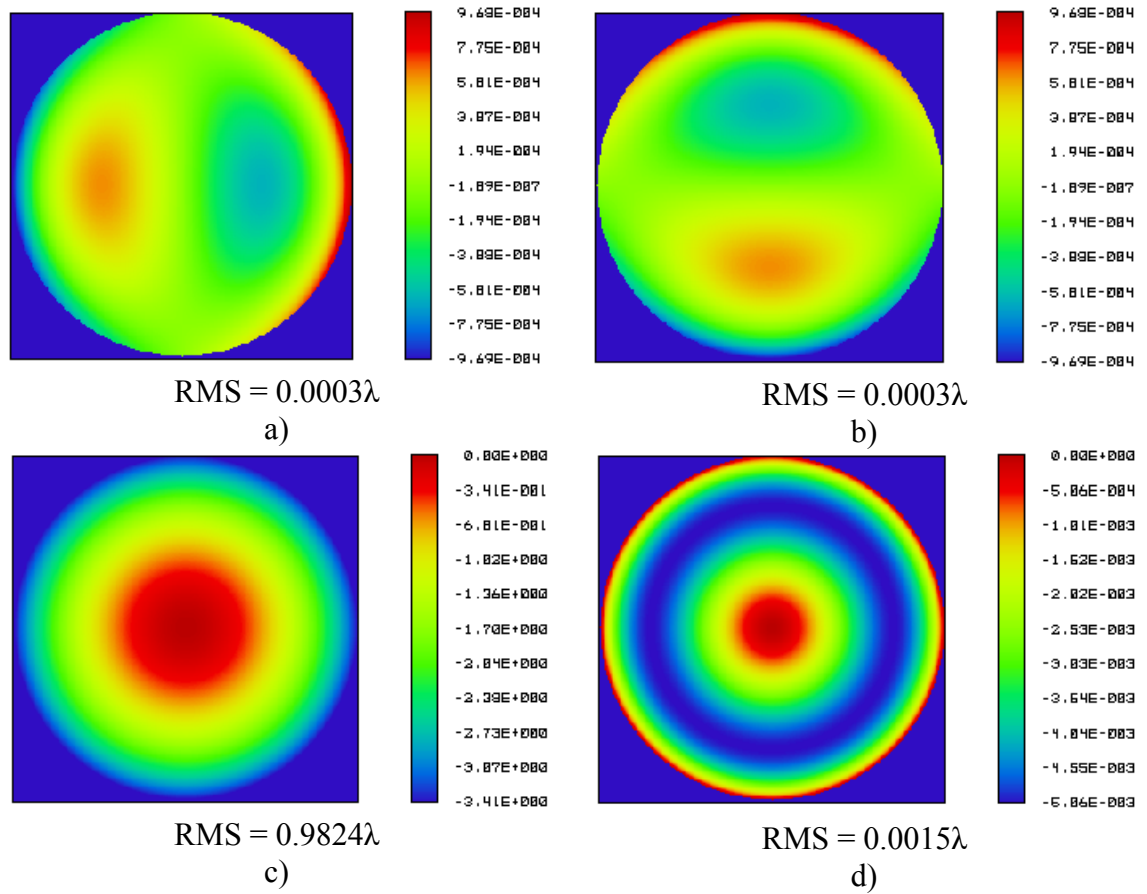 9.69E-004
7.75E-004
5.81E-004
3.87E-004
1.94E-004
-1.89E-007
-1.94E-004
-3.88E-004
-5.81E-004
-7.75E-004
-9.69E-004
RMS = 0.0003λ
a)
9.69E-004
7.75E-004
5.81E-004
3.87E-004
1.94E-004
-1.89E-007
-1.94E-004
-3.88E-004
-5.81E-004
-7.75E-004
-9.69E-004
RMS = 0.0003λ
b)
0.00E+000
-3.41E-001
-6.81E-001
-1.02E+000
-1.36E+000
-1.70E+000
-2.04E+000
-2.38E+000
-2.73E+000
-3.07E+000
-3.41E+000
RMS = 0.9824λ
c)
0.00E+000
-5.06E-004
-1.01E-003
-1.52E-003
-2.02E-003
-2.53E-003
-3.03E-003
-3.54E-003
-4.04E-003
-4.55E-003
-5.06E-003
RMS = 0.0015λ
d)